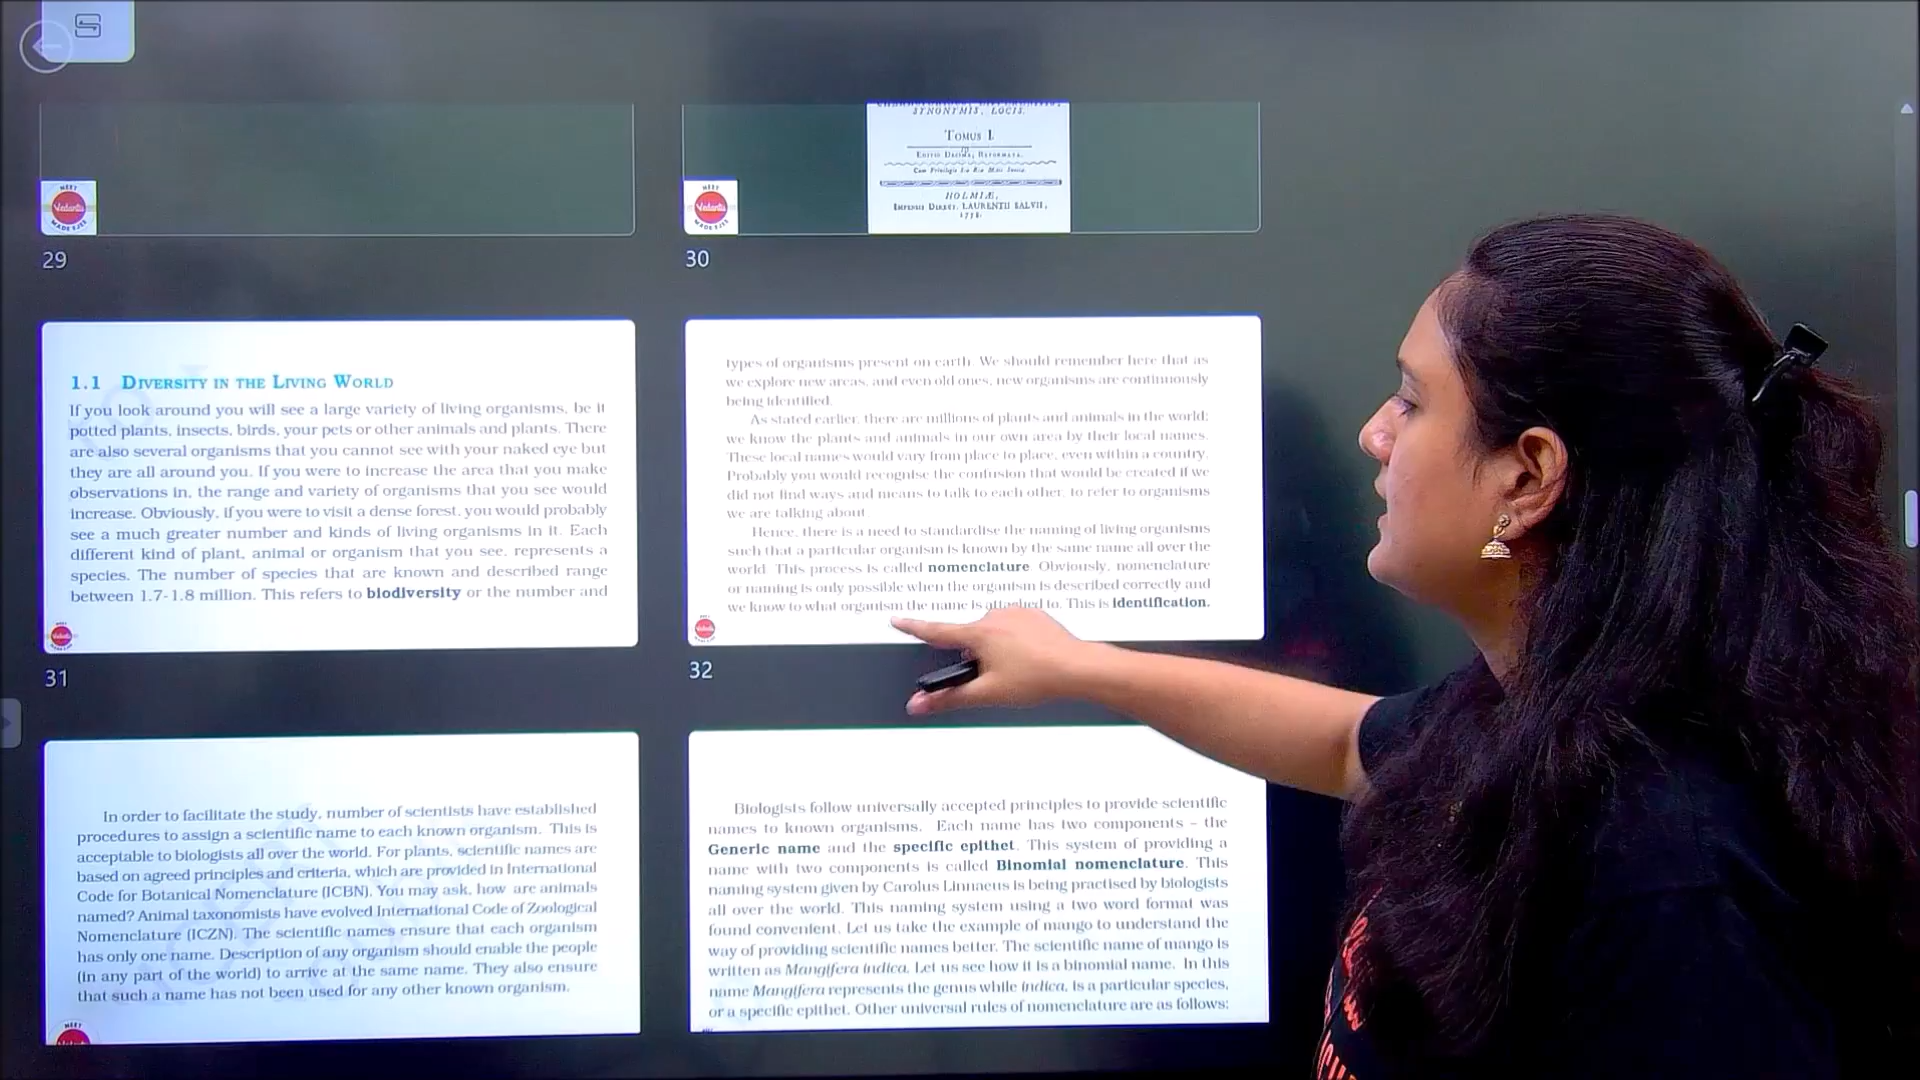 SYNONYMIS, LOCIS.
TOMUS I.
EDITIO DECIMA, REFORMATA.
Cum Privilegio S:æ R:æ M:tis Sveciæ.
HOLMIÆ,
IMPENSIS DIRECT. LAURENTII SALVII,
1758.
NEET
Vedantu
MADE EJEE
NEET
Vedantu
MADE EJEE
29
30
1.1 DIVERSITY IN THE LIVING WORLD
If you look around you will see a large variety of living organisms, be it
potted plants, insects, birds, your pets or other animals and plants. There
are also several organisms that you cannot see with your naked eye but
they are all around you. If you were to increase the area that you make
observations in, the range and variety of organisms that you see would
increase. Obviously, if you were to visit a dense forest, you would probably
see a much greater number and kinds of living organisms in it. Each
different kind of plant, animal or organism that you see, represents a
species. The number of species that are known and described range
between 1.7-1.8 million. This refers to biodiversity or the number and
31
types of organisms present on earth. We should remember here that as
we explore new areas, and even old ones, new organisms are continuously
being identified.
As stated earlier, there are millions of plants and animals in the world;
we know the plants and animals in our own area by their local names.
These local names would vary from place to place, even within a country.
Probably you would recognise the confusion that would be created if we
did not find ways and means to talk to each other, to refer to organisms
we are talking about.
Hence, there is a need to standardise the naming of living organisms
such that a particular organism is known by the same name all over the
world. This process is called nomenclature. Obviously, nomenclature
or naming is only possible when the organism is described correctly and
we know to what organism the name is attached to. This is identification.
Vedantu
32
In order to facilitate the study, number of scientists have established
procedures to assign a scientific name to each known organism. This is
acceptable to biologists all over the world. For plants, scientific names are
based on agreed principles and criteria, which are provided in International
Code for Botanical Nomenclature (ICBN). You may ask, how are animals
named? Animal taxonomists have evolved International Code of Zoological
Nomenclature (ICZN). The scientific names ensure that each organism
has only one name. Description of any organism should enable the people
(in any part of the world) to arrive at the same name. They also ensure
that such a name has not been used for any other known organism.
NEET
Biologists follow universally accepted principles to provide scientific
names to known organisms. Each name has two components – the
Generic name and the specific epithet. This system of providing a
name with two components is called Binomial nomenclature. This
naming system given by Carolus Linnaeus is being practised by biologists
all over the world. This naming system using a two word format was
found convenient. Let us take the example of mango to understand the
way of providing scientific names better. The scientific name of mango is
written as Mangifera indica. Let us see how it is a binomial name. In this
name Mangifera represents the genus while indica, is a particular species,
or a specific epithet. Other universal rules of nomenclature are as follows: